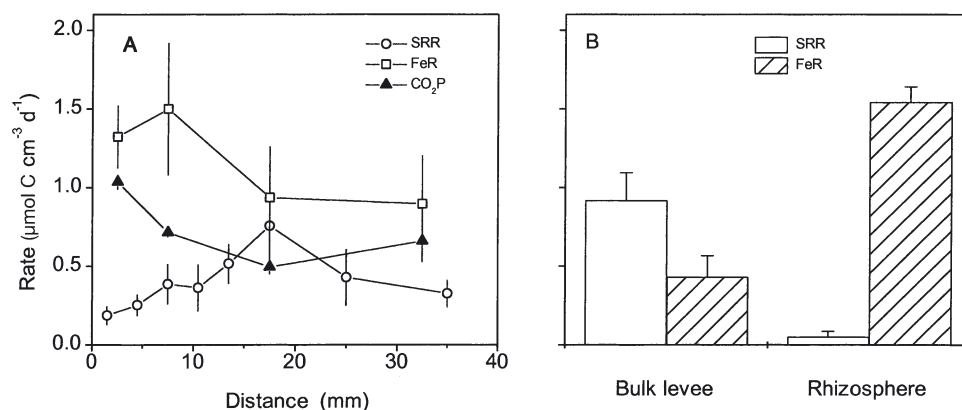 A
SRR
FeR
CO₂P
2.0
1.5
1.0
0.5
0.0
0
10
20
30
40
Rate (µmol C cm⁻³ d⁻¹)
Distance (mm)
B
SRR
FeR
Bulk levee
Rhizosphere